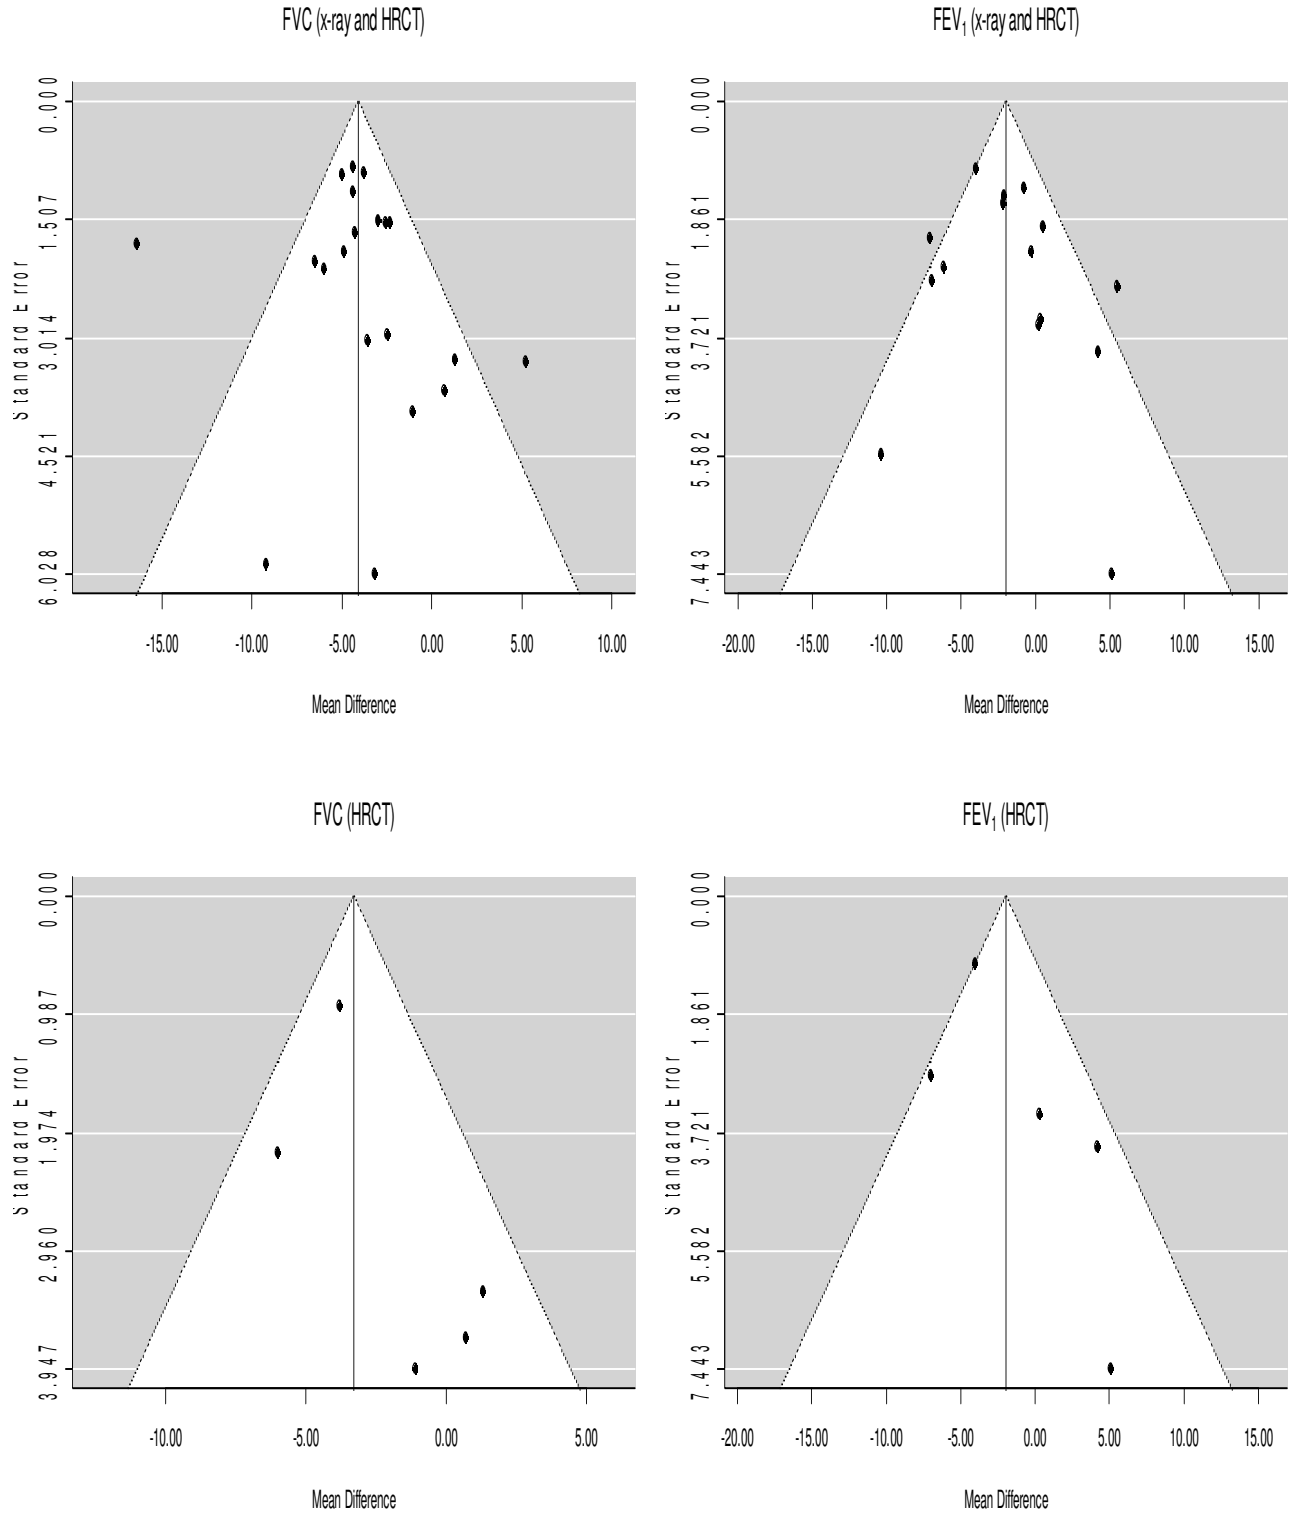 FVC (x-ray and HRCT)
Standard Error
0.000
1.507
3.014
4.521
6.028
-15.00 -10.00 -5.00 0.00 5.00 10.00
Mean Difference
FEV₁ (x-ray and HRCT)
Standard Error
0.000
1.861
3.721
5.582
7.443
-20.00 -15.00 -10.00 -5.00 0.00 5.00 10.00 15.00
Mean Difference
FVC (HRCT)
Standard Error
0.000
0.987
1.974
2.960
3.947
-10.00 -5.00 0.00 5.00
Mean Difference
FEV₁ (HRCT)
Standard Error
0.000
1.861
3.721
5.582
7.443
-20.00 -15.00 -10.00 -5.00 0.00 5.00 10.00 15.00
Mean Difference